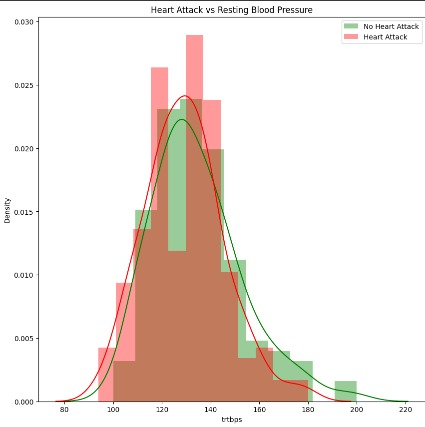 Heart Attack vs Resting Blood Pressure
No Heart Attack
Heart Attack
0.030
0.025
0.020
0.015
0.010
0.005
0.000
Density
80 100 120 140 160 180 200 220
trtbps